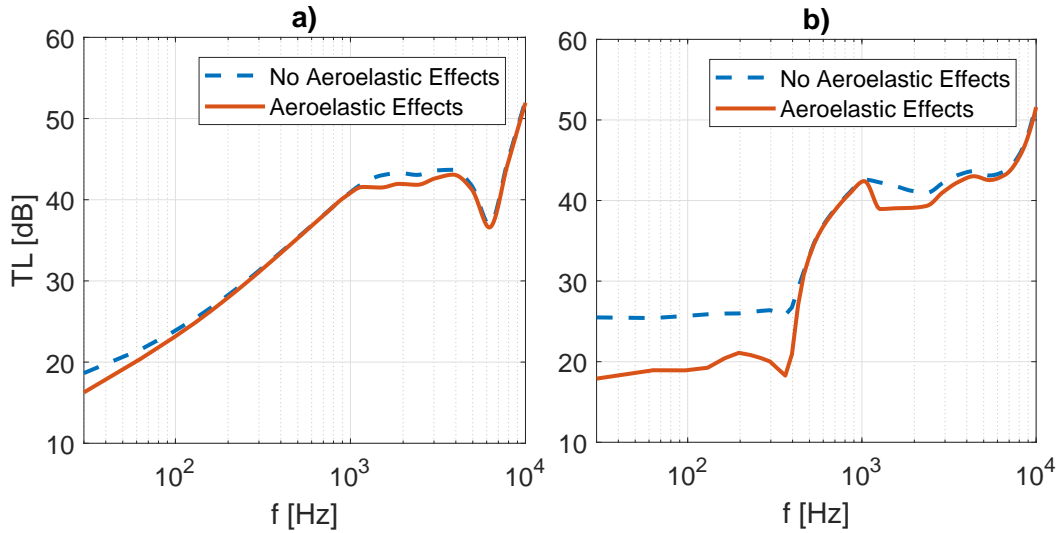 a)
60
50
40
30
20
10
TL [dB]
No Aeroelastic Effects
Aeroelastic Effects
10^2
10^3
10^4
f [Hz]
b)
60
50
40
30
20
10
No Aeroelastic Effects
Aeroelastic Effects
10^2
10^3
10^4
f [Hz]